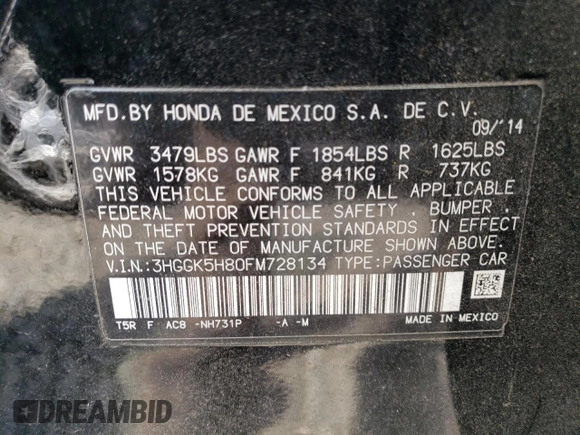 MFD.BY HONDA DE MEXICO S.A. DE C.V.
09/'14
GVWR 3479LBS GAWR F 1854LBS R 1625LBS
GVWR 1578KG GAWR F 841KG R 737KG
THIS VEHICLE CONFORMS TO ALL APPLICABLE
FEDERAL MOTOR VEHICLE SAFETY , BUMPER ,
AND THEFT PREVENTION STANDARDS IN EFFECT
ON THE DATE OF MANUFACTURE SHOWN ABOVE.
V.I.N:3HGGK5H80FM728134 TYPE:PASSENGER CAR
T5R F AC8 -NH731P -A -M MADE IN MEXICO
DREAMBID